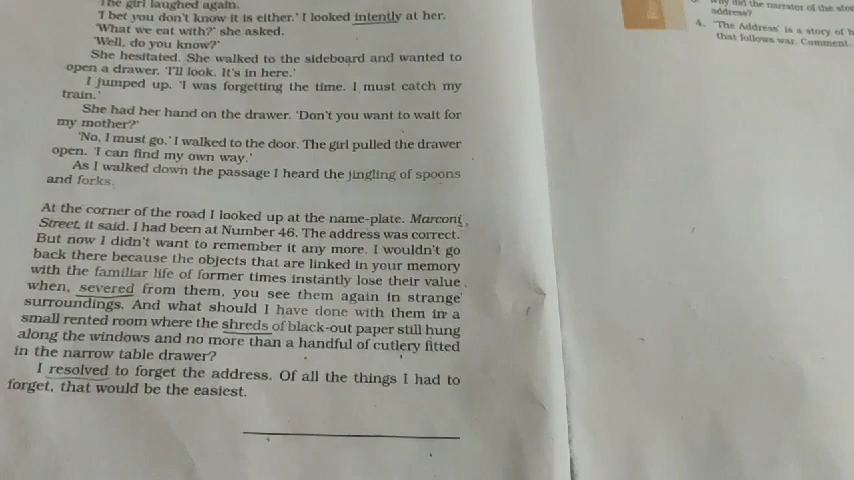 The girl laughed again.
'I bet you don't know it is either.' I looked intently at her.
'What we eat with?' she asked.
'Well, do you know?'
She hesitated. She walked to the sideboard and wanted to
open a drawer. 'I'll look. It's in here.'
I jumped up. 'I was forgetting the time. I must catch my
train.'
She had her hand on the drawer. 'Don't you want to wait for
my mother?'
'No, I must go.' I walked to the door. The girl pulled the drawer
open. 'I can find my own way.'
As I walked down the passage I heard the jingling of spoons
and forks.
At the corner of the road I looked up at the name-plate. Marconi
Street, it said. I had been at Number 46. The address was correct.
But now I didn't want to remember it any more. I wouldn't go
back there because the objects that are linked in your memory
with the familiar life of former times instantly lose their value
when, severed from them, you see them again in strange
surroundings. And what should I have done with them in a
small rented room where the shreds of black-out paper still hung
along the windows and no more than a handful of cutlery fitted
in the narrow table drawer?
I resolved to forget the address. Of all the things I had to
forget, that would be the easiest.
did the narrator of the
address?
4. 'The Address' is a story of
that follows war. Comment.